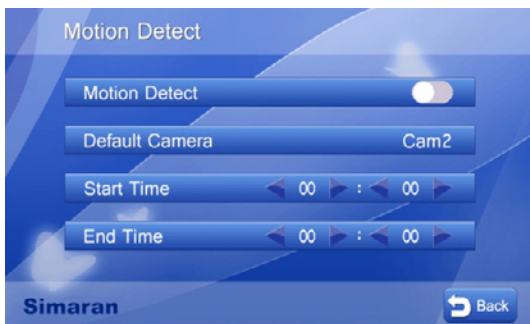 Motion Detect
Motion Detect
Default Camera Cam2
Start Time 00 : 00
End Time 00 : 00
Simaran Back